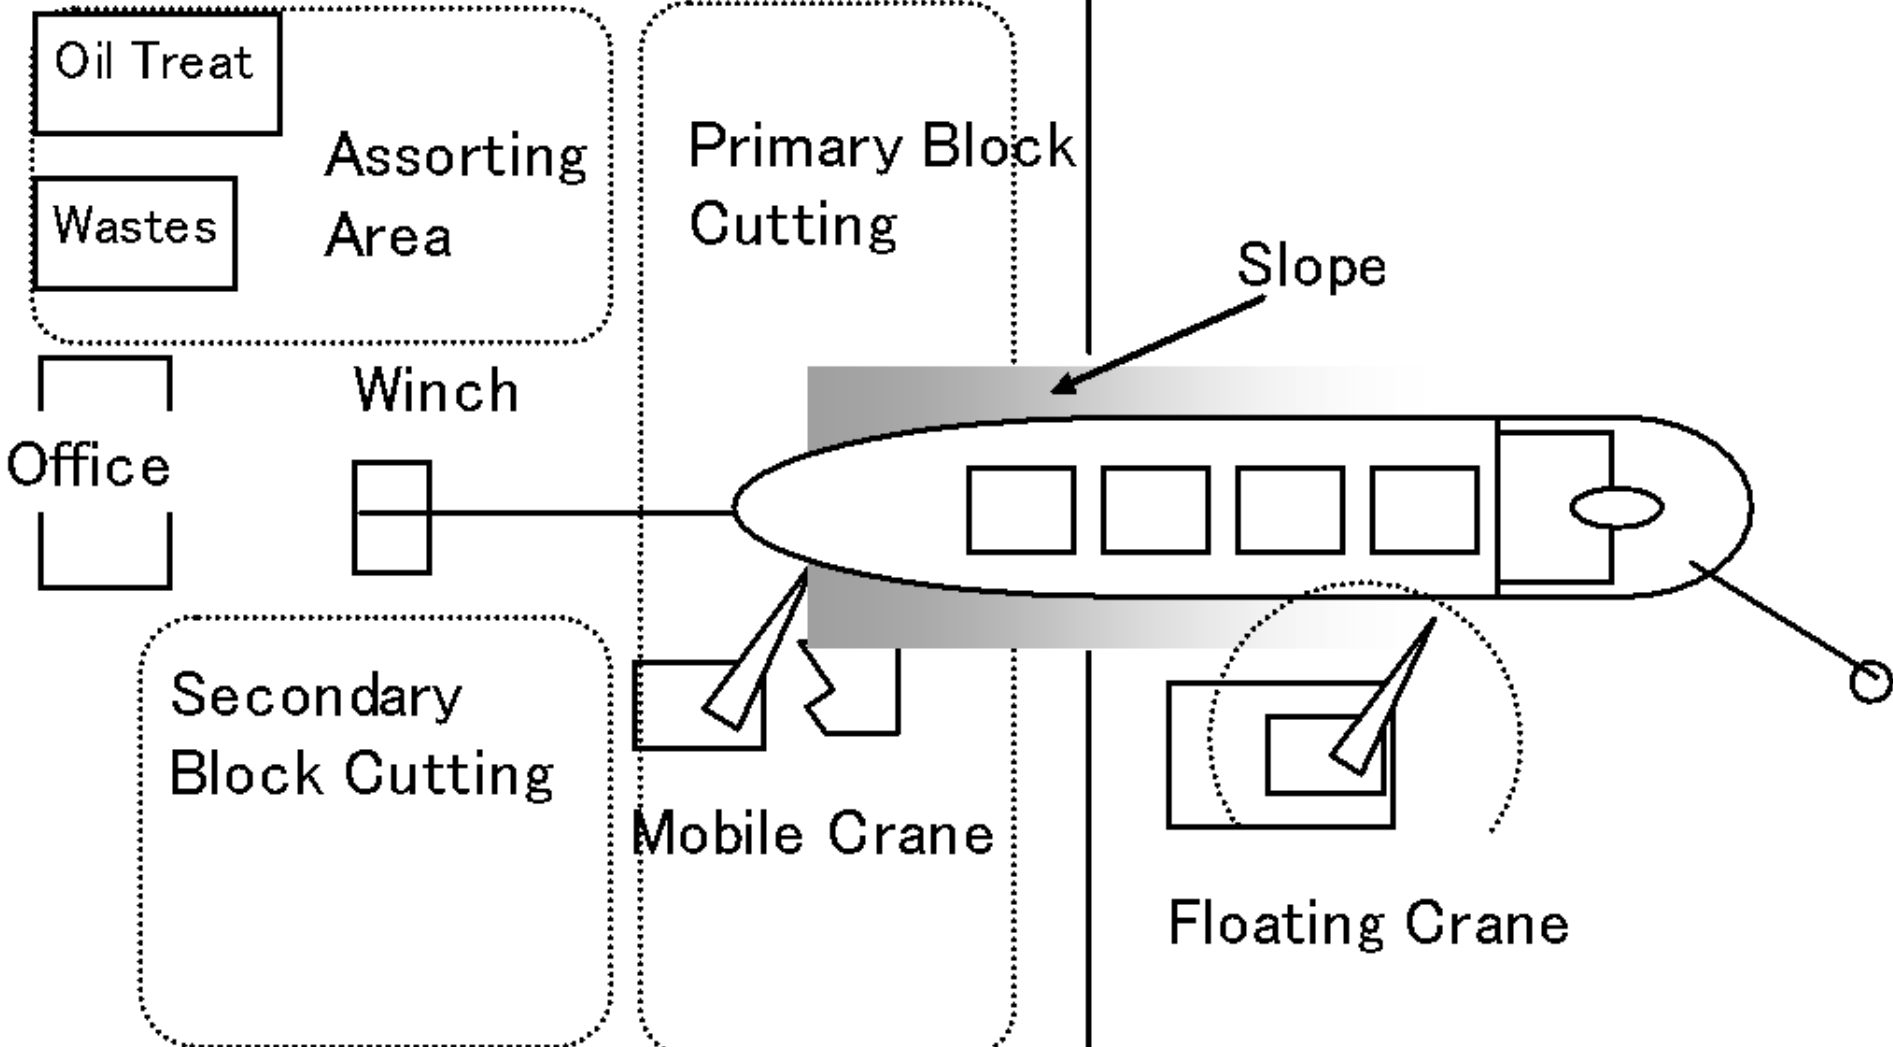 Oil Treat
Assorting
Area
Wastes
Primary Block
Cutting
Slope
Winch
Office
Secondary
Block Cutting
Mobile Crane
Floating Crane